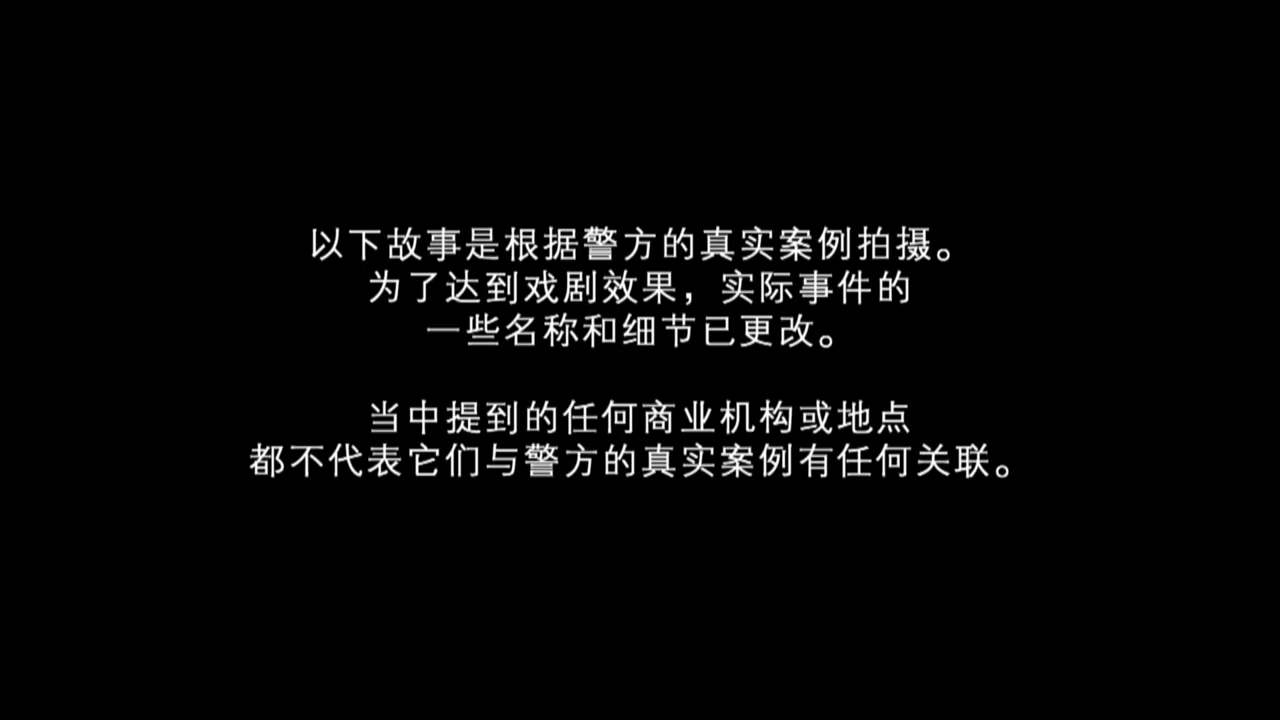 以下故事是根据警方的真实案例拍摄。
为了达到戏剧效果，实际事件的
一些名称和细节已更改。
当中提到的任何商业机构或地点
都不代表它们与警方的真实案例有任何关联。